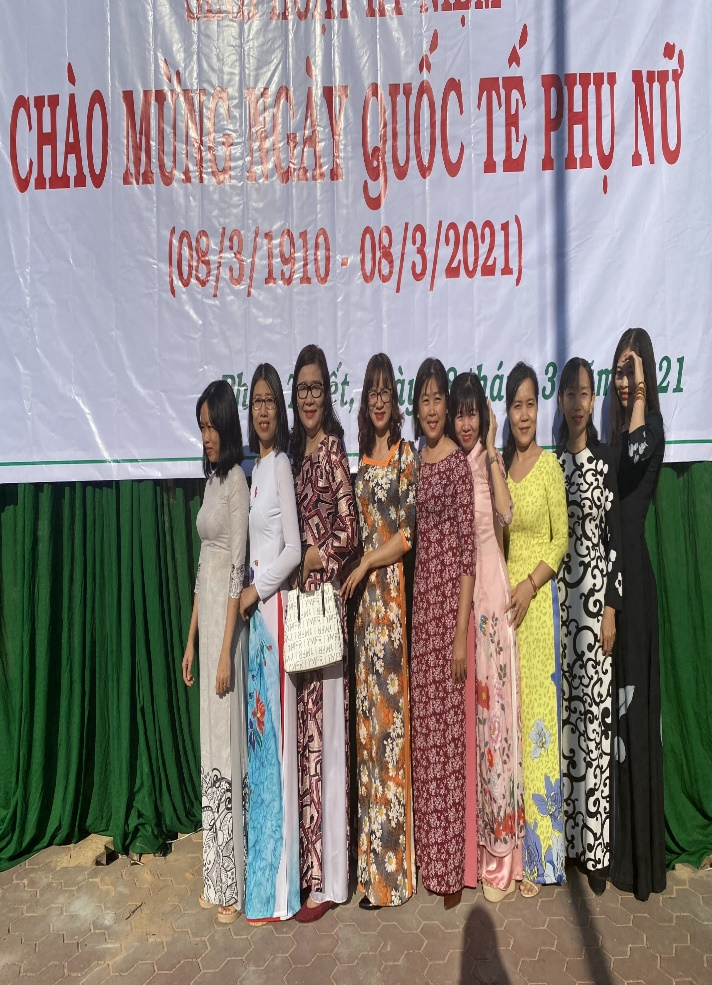 NIỆM
CHÀO MỪNG NGÀY QUỐC TẾ PHỤ NỮ
(08/3/1910 - 08/3/2021)
Phan Thiết, ngày tháng 3 năm 2021